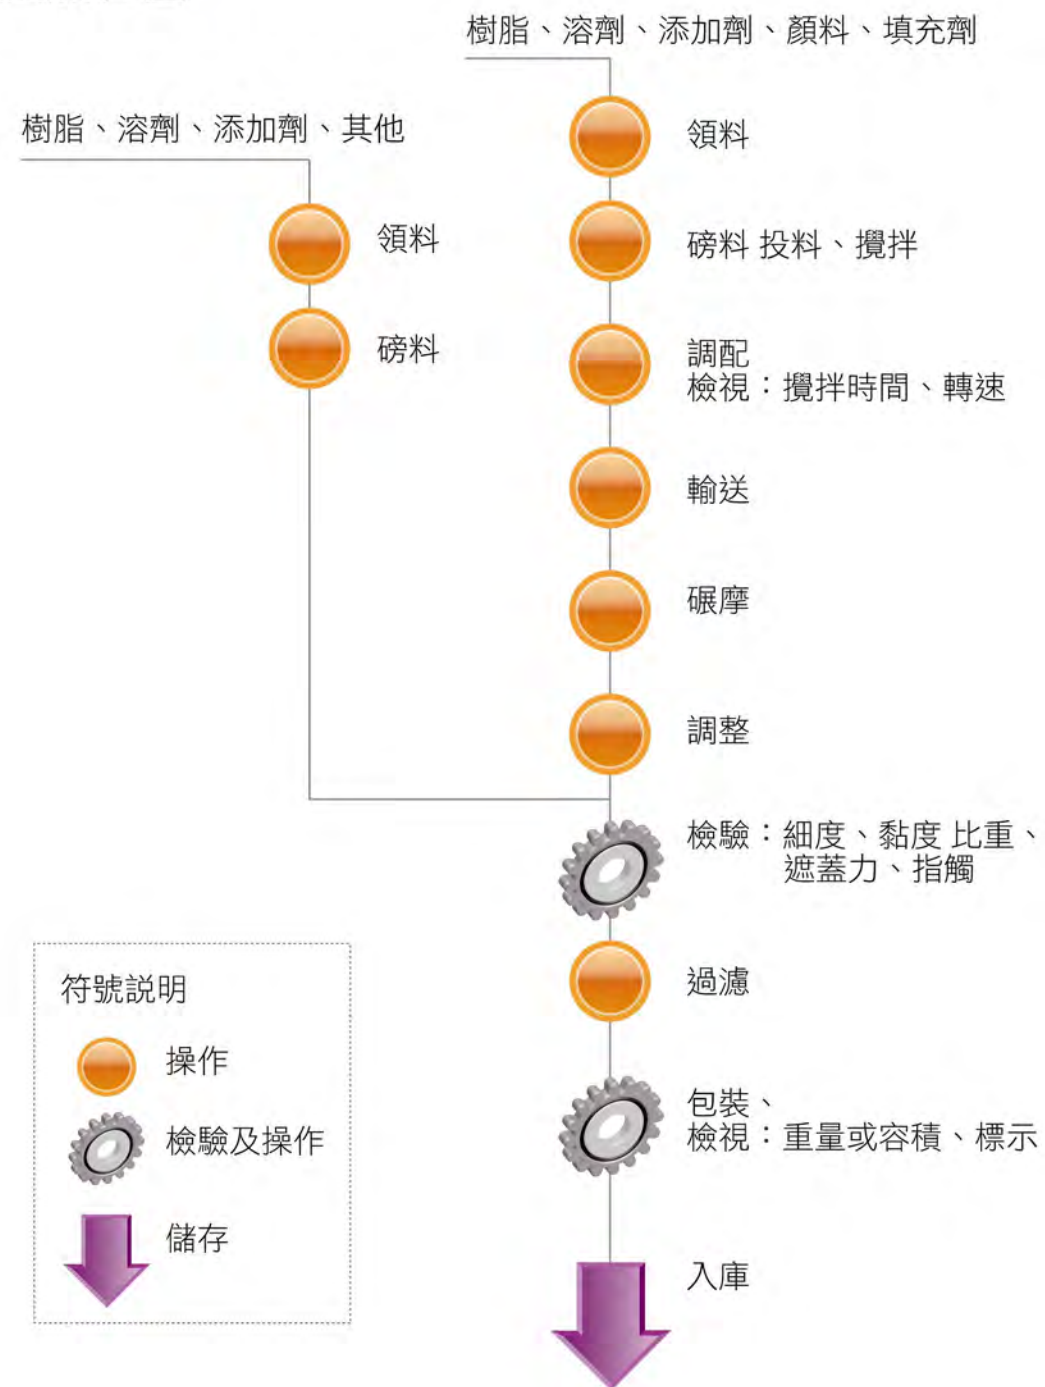 樹脂、溶劑、添加劑、顏料、填充劑
樹脂、溶劑、添加劑、其他
領料
磅料
領料
磅料 投料、攪拌
調配
檢視：攪拌時間、轉速
輸送
碾摩
調整
檢驗：細度、黏度 比重、
遮蓋力、指觸
過濾
包裝、
檢視：重量或容積、標示
入庫
符號説明
操作
檢驗及操作
儲存